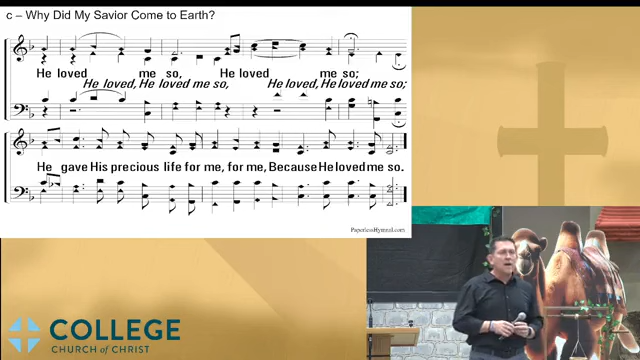 c – Why Did My Savior Come to Earth?
He loved me so, He loved me so;
He loved, He loved me so, He loved, He loved me so;
He gave His precious life for me, for me, Because He loved me so.
PaperlessHymnal.com
COLLEGE
CHURCH of CHRIST